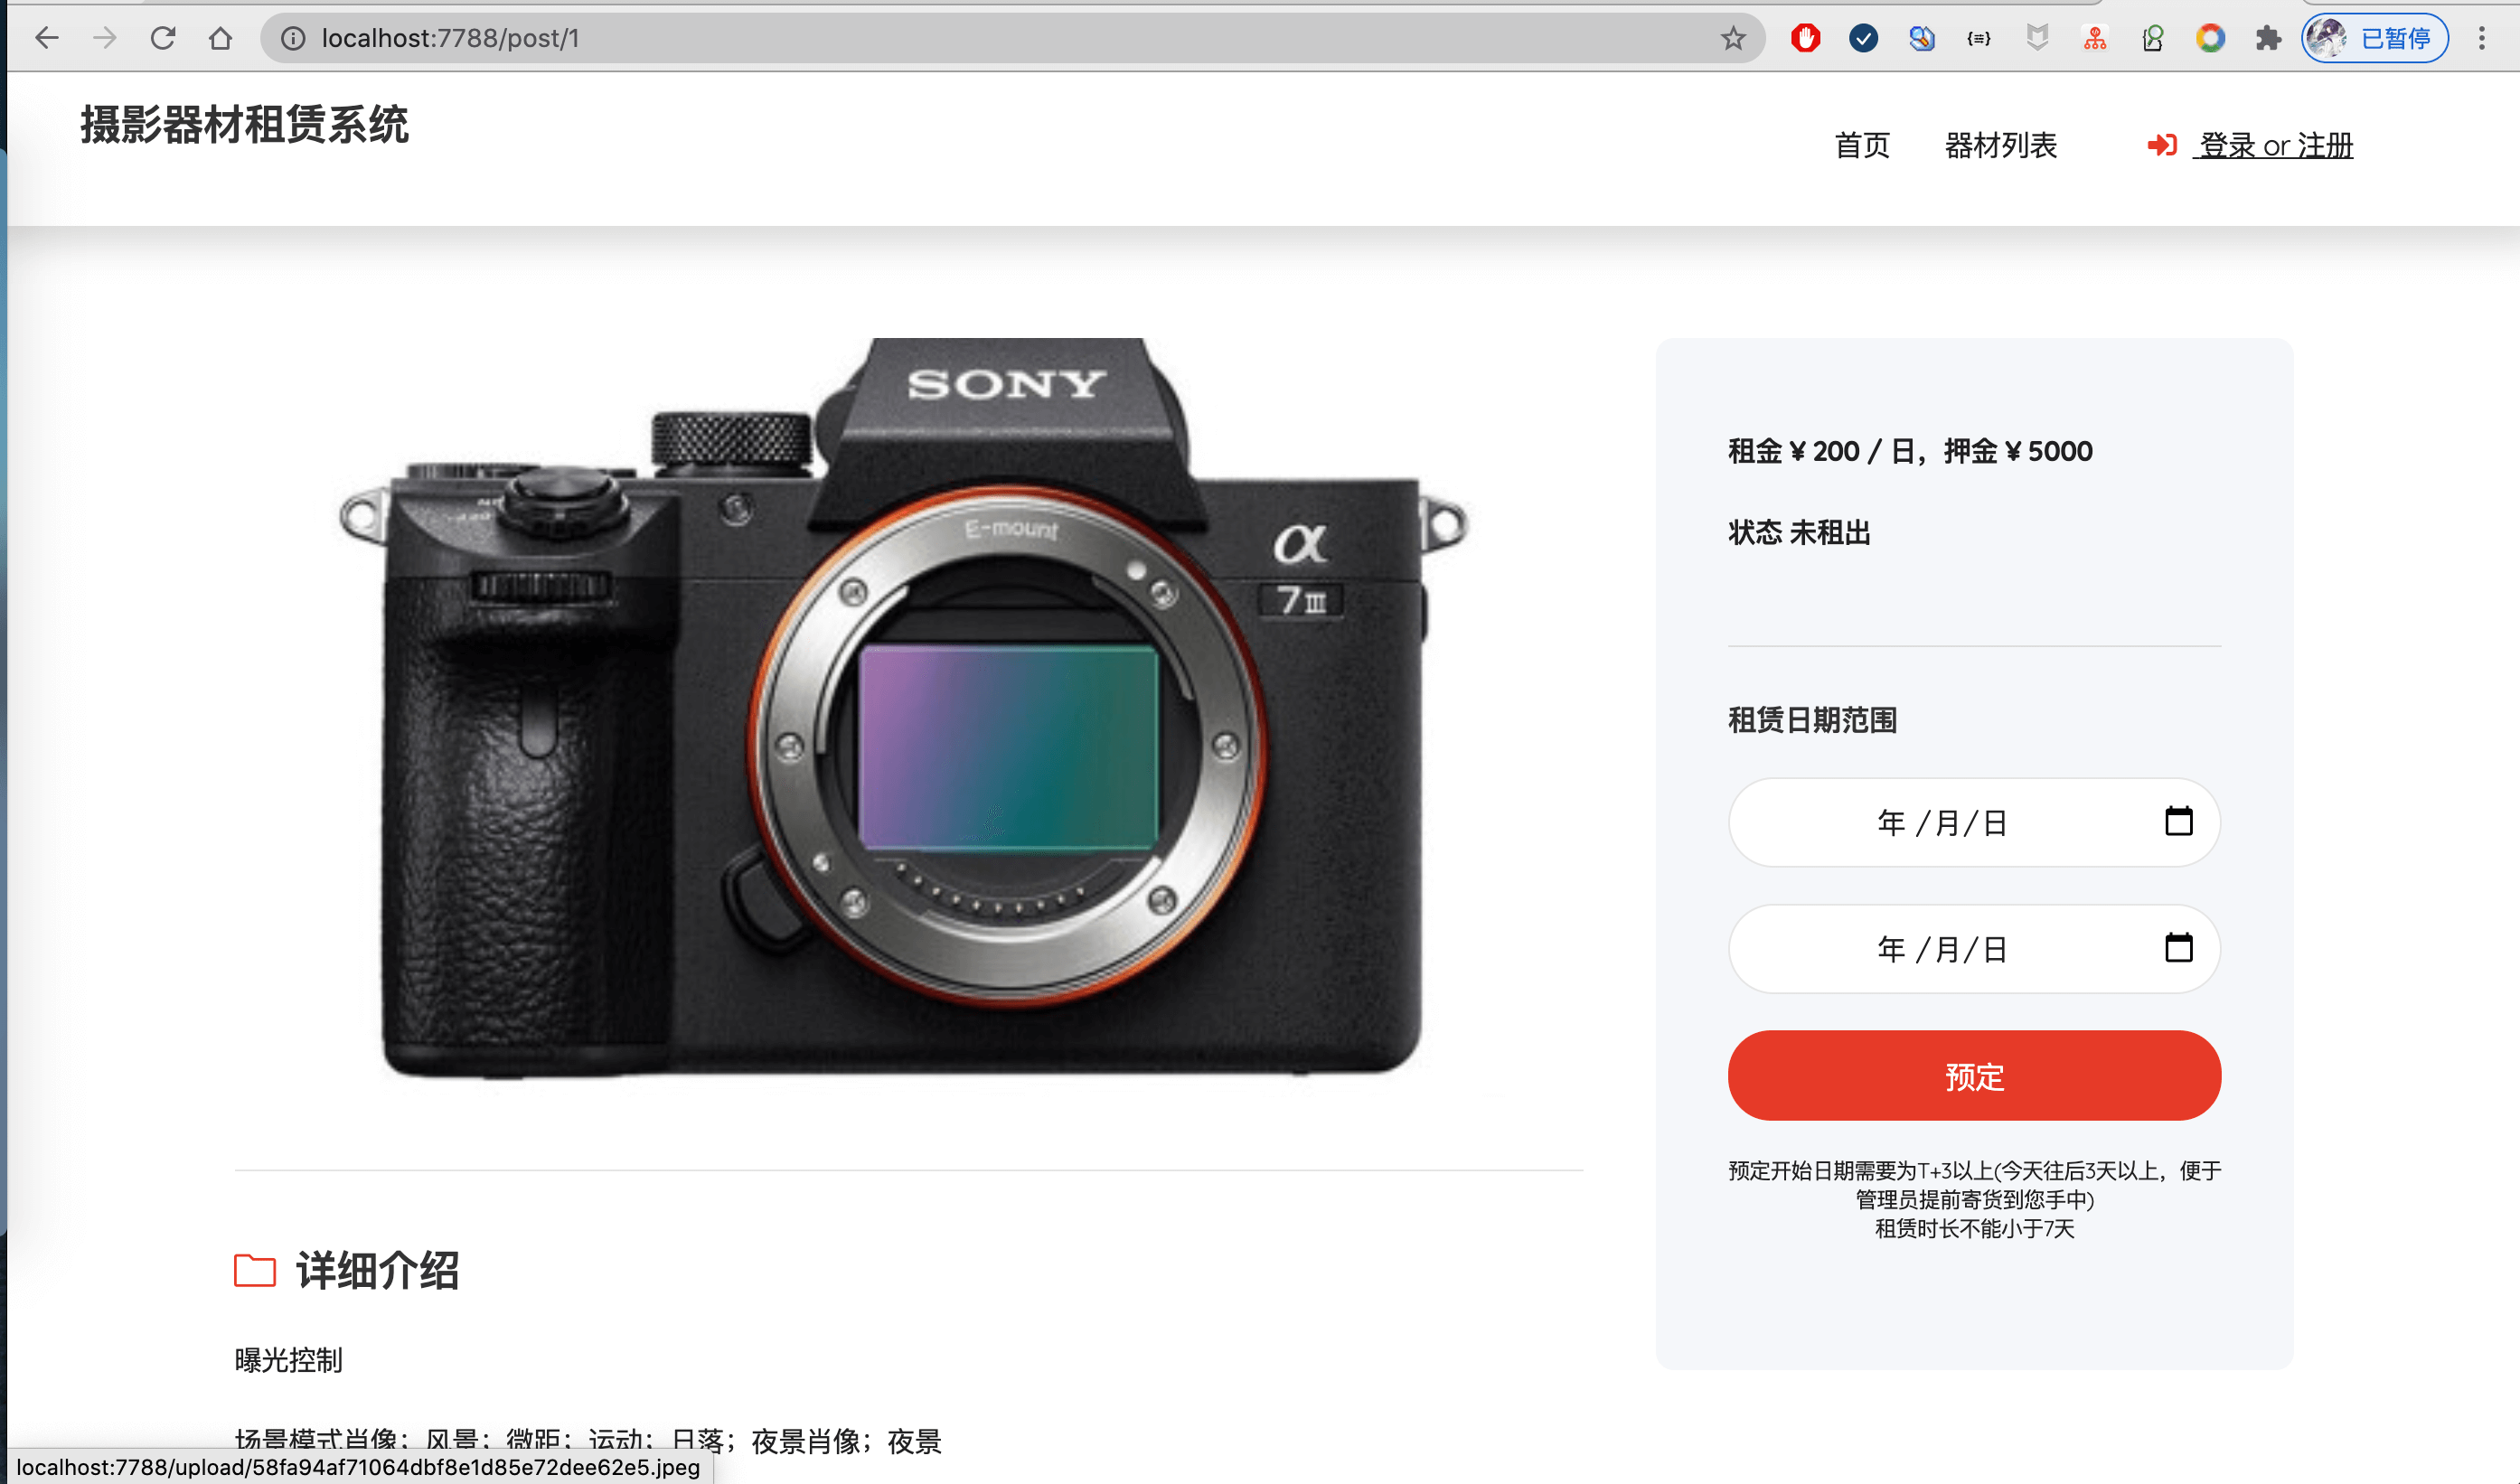 localhost:7788/post/1
已暂停
摄影器材租赁系统
首页 器材列表 登录 or 注册
SONY
E-mount
α
7III
租金 ¥ 200 / 日，押金 ¥ 5000
状态 未租出
租赁日期范围
年 /月/日
年 /月/日
预定
预定开始日期需要为T+3以上(今天往后3天以上，便于
管理员提前寄货到您手中)
租赁时长不能小于7天
详细介绍
曝光控制
场景模式肖像；风景；微距；运动；日落；夜景肖像；夜景
localhost:7788/upload/58fa94af71064dbf8e1d85e72dee62e5.jpeg